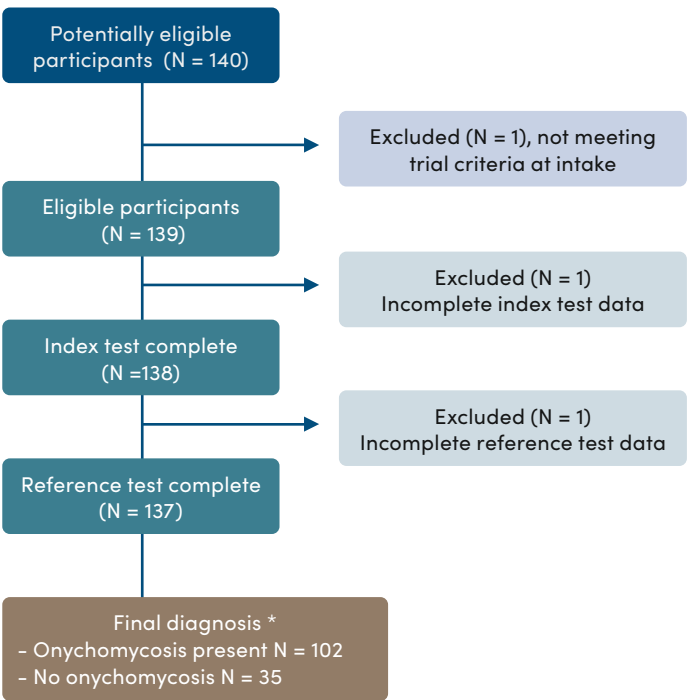 Potentially eligible
participants (N = 140)
Excluded (N = 1), not meeting
trial criteria at intake
Eligible participants
(N = 139)
Excluded (N = 1)
Incomplete index test data
Index test complete
(N =138)
Excluded (N = 1)
Incomplete reference test data
Reference test complete
(N = 137)
Final diagnosis *
- Onychomycosis present N = 102
- No onychomycosis N = 35